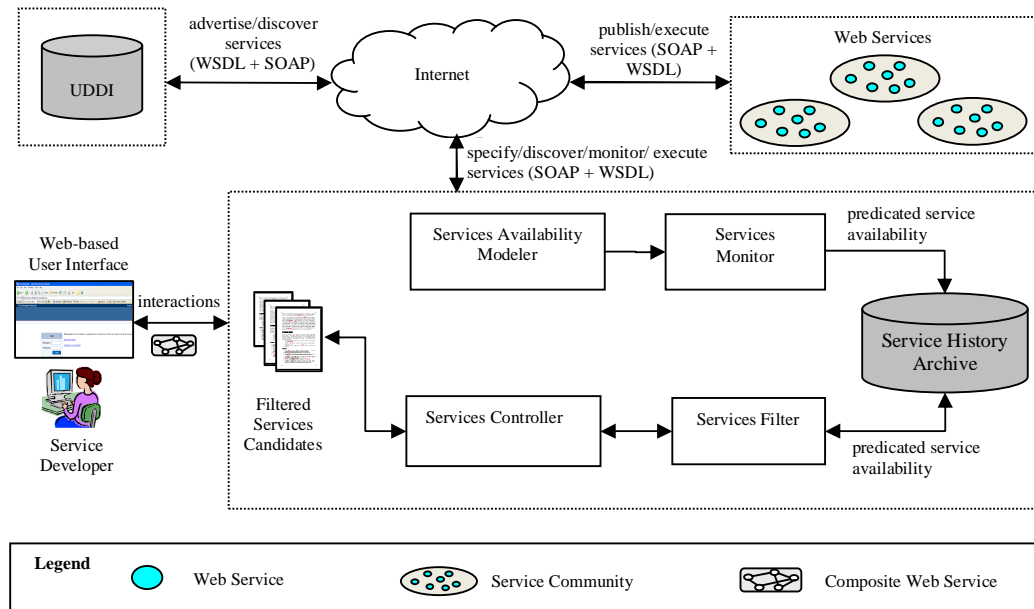 advertise/discover
services
(WSDL + SOAP)
UDDI
Internet
publish/execute
services (SOAP +
WSDL)
Web Services
specify/discover/monitor/ execute
services (SOAP + WSDL)
Web-based
User Interface
interactions
Service
Developer
Services Availability
Modeler
Services
Monitor
predicated service
availability
Service History
Archive
Filtered
Services
Candidates
Services Controller
Services Filter
predicated service
availability
Legend
Web Service
Service Community
Composite Web Service